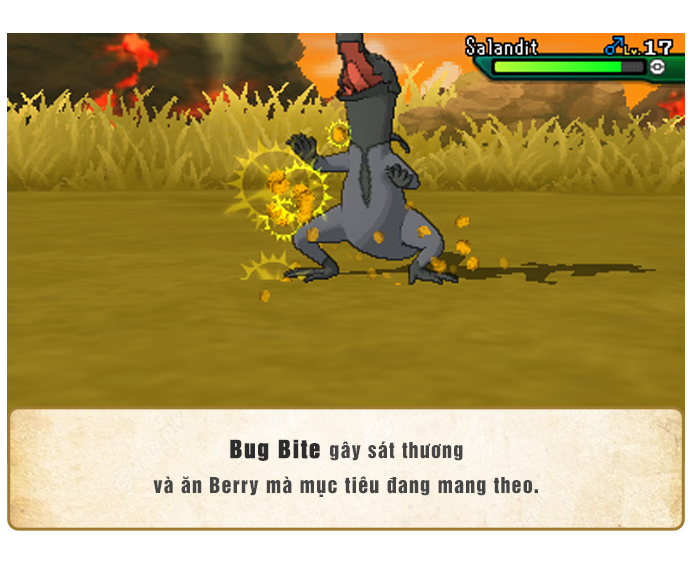 Salandit ♂Lv.17
Bug Bite gây sát thương
và ăn Berry mà mục tiêu đang mang theo.